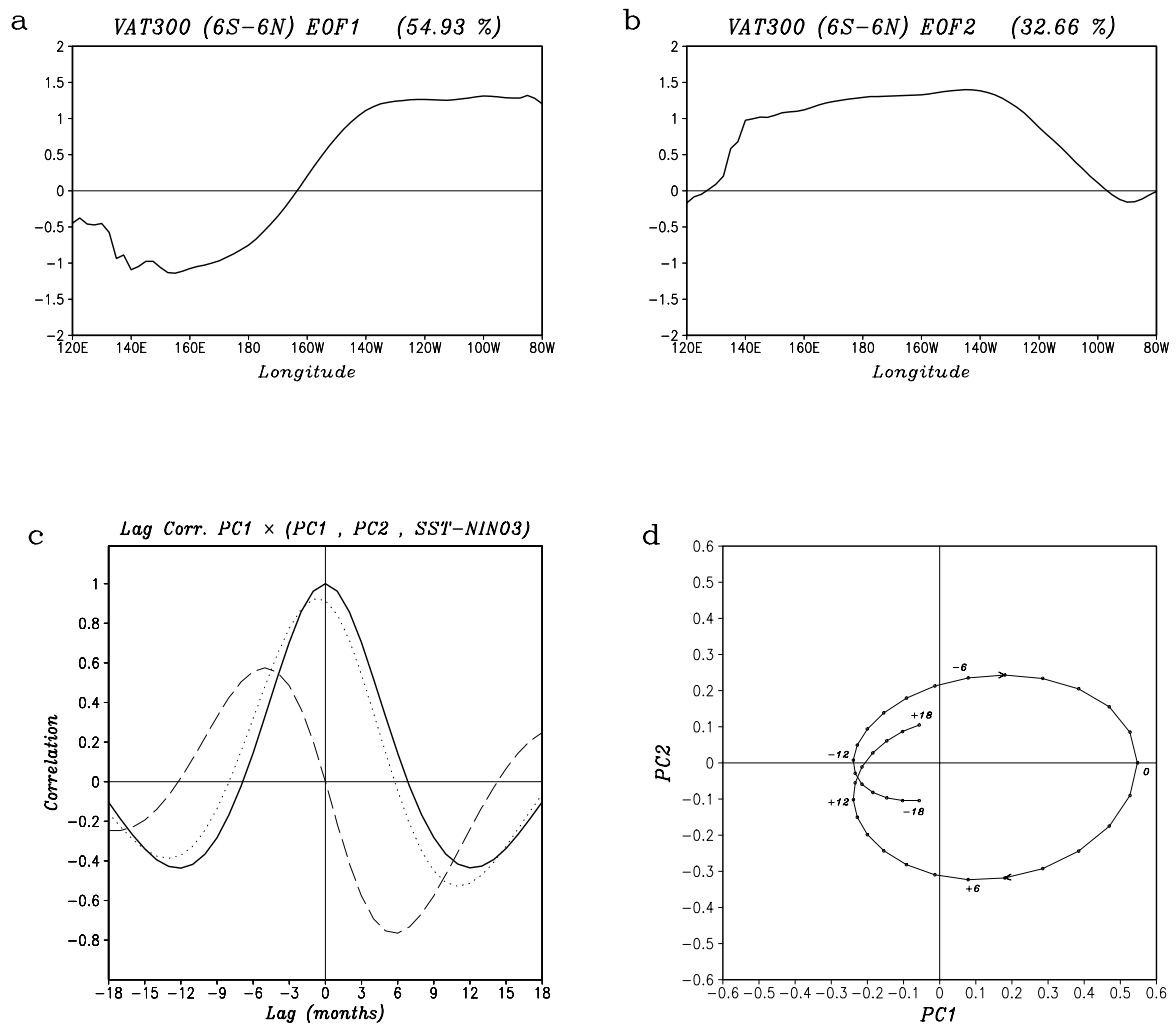 a
VAT300 (6S-6N) EOF1 (54.93 %)
2
1.5
1
0.5
0
-0.5
-1
-1.5
-2
120E 140E 160E 180E 160W 140W 120W 100W 80W
Longitude
b
VAT300 (6S-6N) EOF2 (32.66 %)
2
1.5
1
0.5
0
-0.5
-1
-1.5
-2
120E 140E 160E 180E 160W 140W 120W 100W 80W
Longitude
c
Lag Corr. PC1 × (PC1 , PC2 , SST-NINO3)
Correlation
1
0.8
0.6
0.4
0.2
0
-0.2
-0.4
-0.6
-0.8
-18 -15 -12 -9 -6 -3 0 3 6 9 12 15 18
Lag (months)
d
PC2
0.6
0.5
0.4
0.3
0.2
0.1
0
-0.1
-0.2
-0.3
-0.4
-0.5
-0.6
-6
+18
-12
0
+12
-18
+6
-0.6 -0.5 -0.4 -0.3 -0.2 -0.1 0 0.1 0.2 0.3 0.4 0.5 0.6
PC1